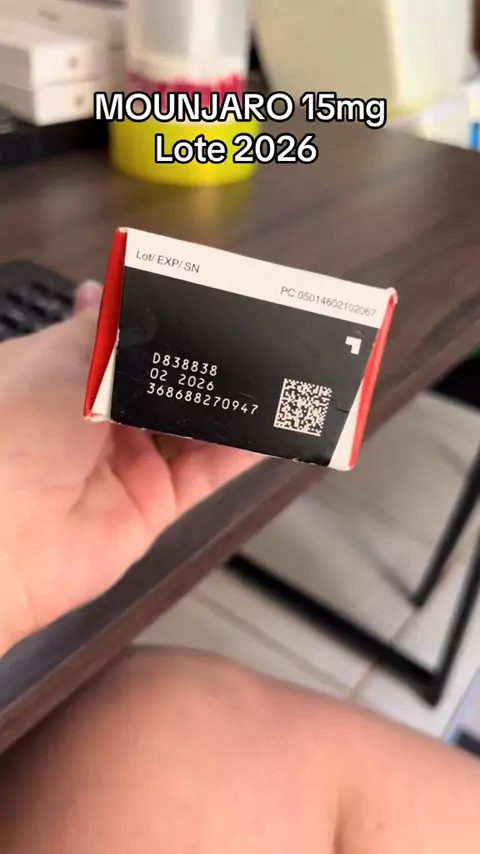 MOUNJARO 15mg
Lote 2026
Lot/ EXP/ SN
PC:05014602102067
D838838
02 2026
368688270947